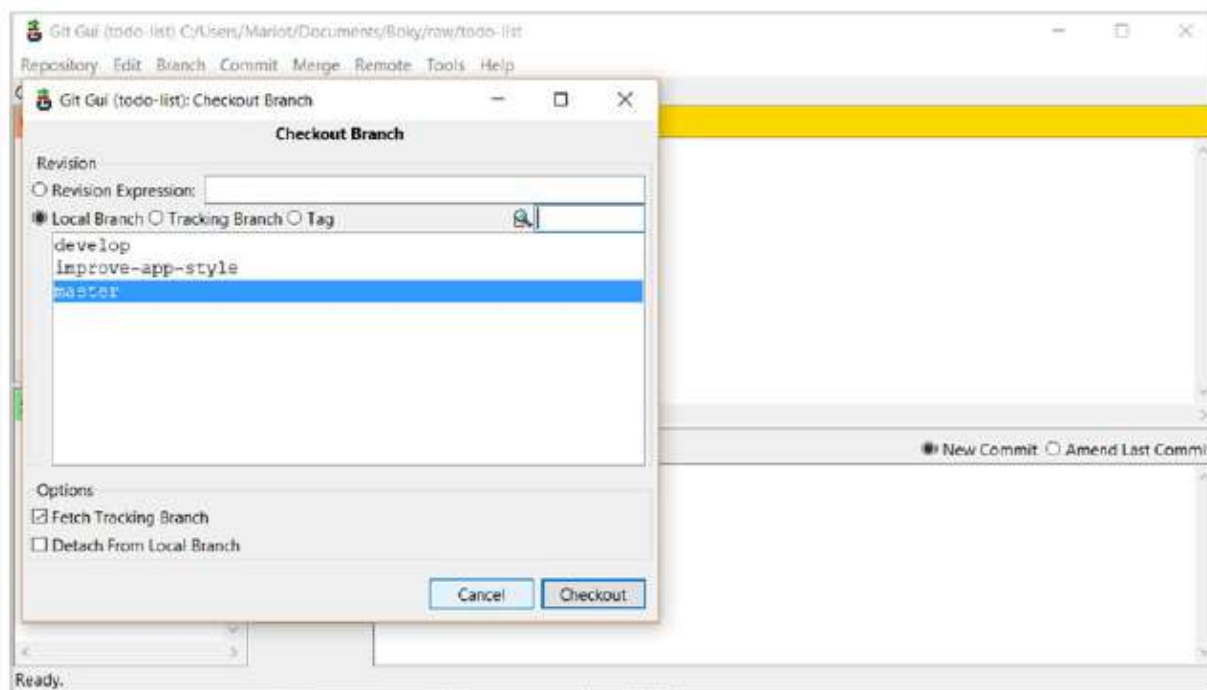 Git Gui (todo-list) C:/Users/Mariot/Documents/Boky/raw/todo-list
Repository Edit Branch Commit Merge Remote Tools Help
Git Gui (todo-list): Checkout Branch
Checkout Branch
Revision
Revision Expression:
Local Branch Tracking Branch Tag
develop
improve-app-style
master
Options
Fetch Tracking Branch
Detach From Local Branch
Cancel Checkout
New Commit Amend Last Commi
Ready.